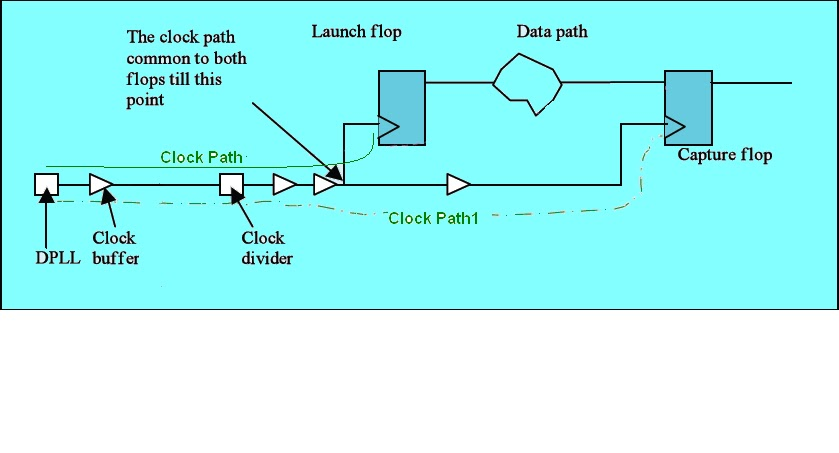 The clock path
common to both
flops till this
point
Launch flop
Data path
Clock Path
Capture flop
Clock Path1
DPLL
Clock
buffer
Clock
divider